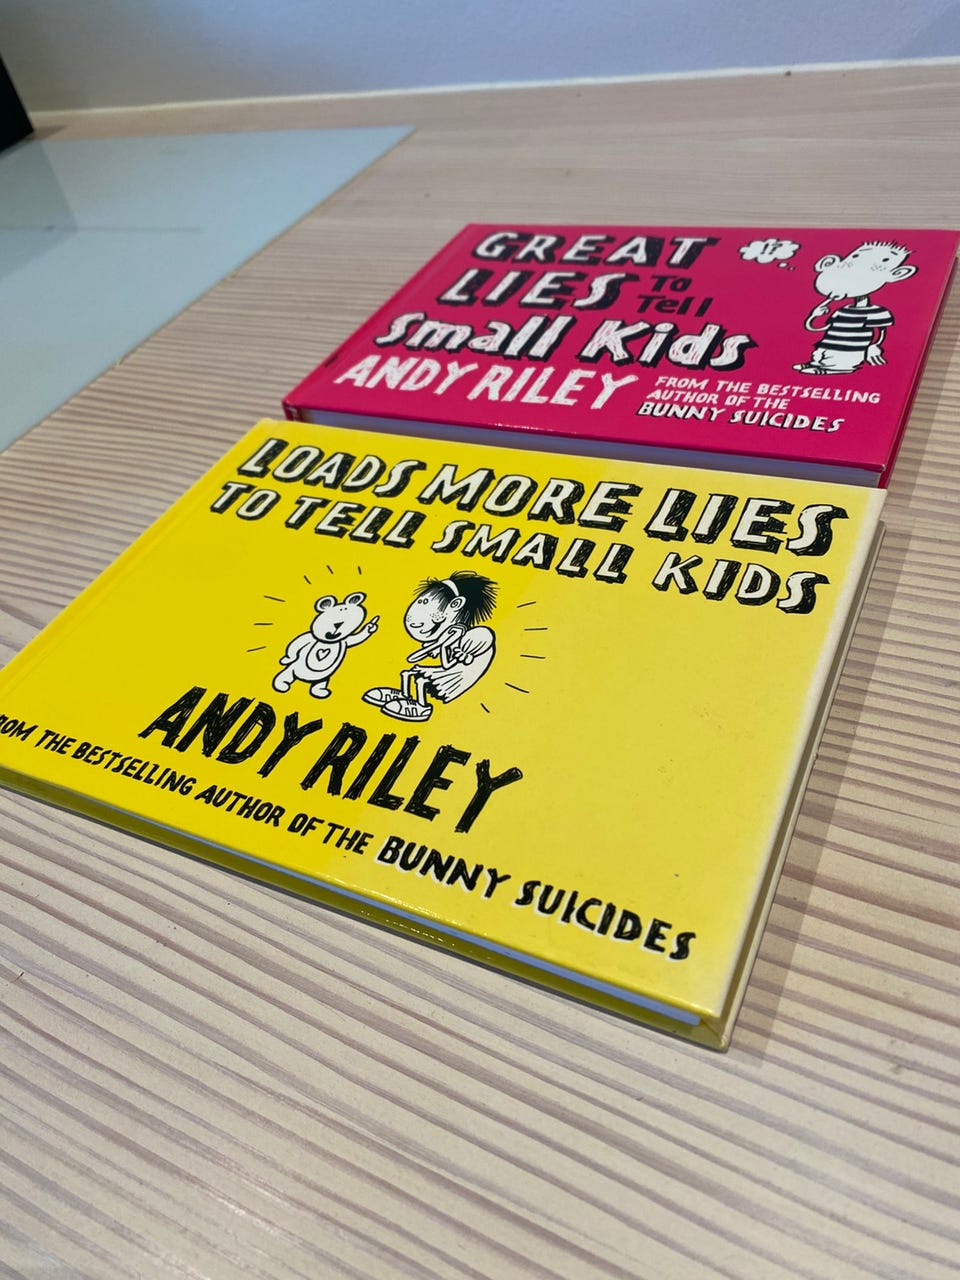 GREAT
LIES TO
Tell
Small Kids
!?
ANDY RILEY
FROM THE BESTSELLING
AUTHOR OF THE
BUNNY SUICIDES
LOADS MORE LIES
TO TELL SMALL KIDS
ANDY RILEY
THE BESTSELLING AUTHOR OF THE BUNNY SUICIDES